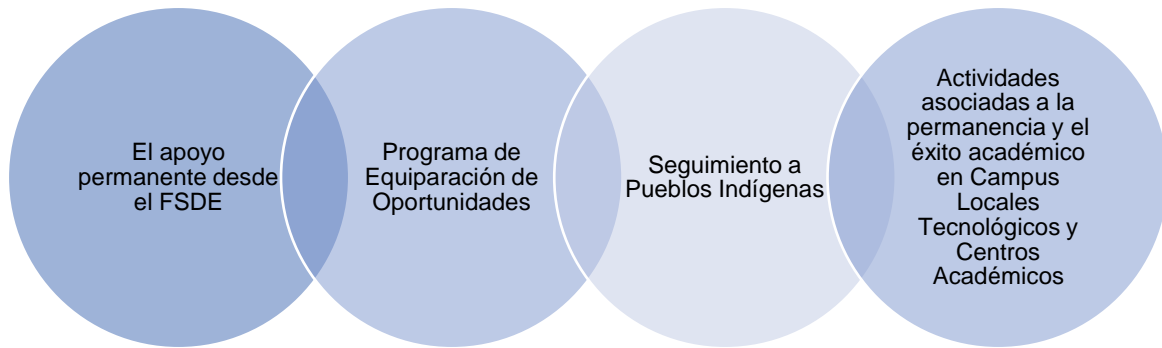 El apoyo
permanente desde
el FSDE
Programa de
Equiparación de
Oportunidades
Seguimiento a
Pueblos Indígenas
Actividades
asociadas a la
permanencia y el
éxito académico
en Campus
Locales
Tecnológicos y
Centros
Académicos